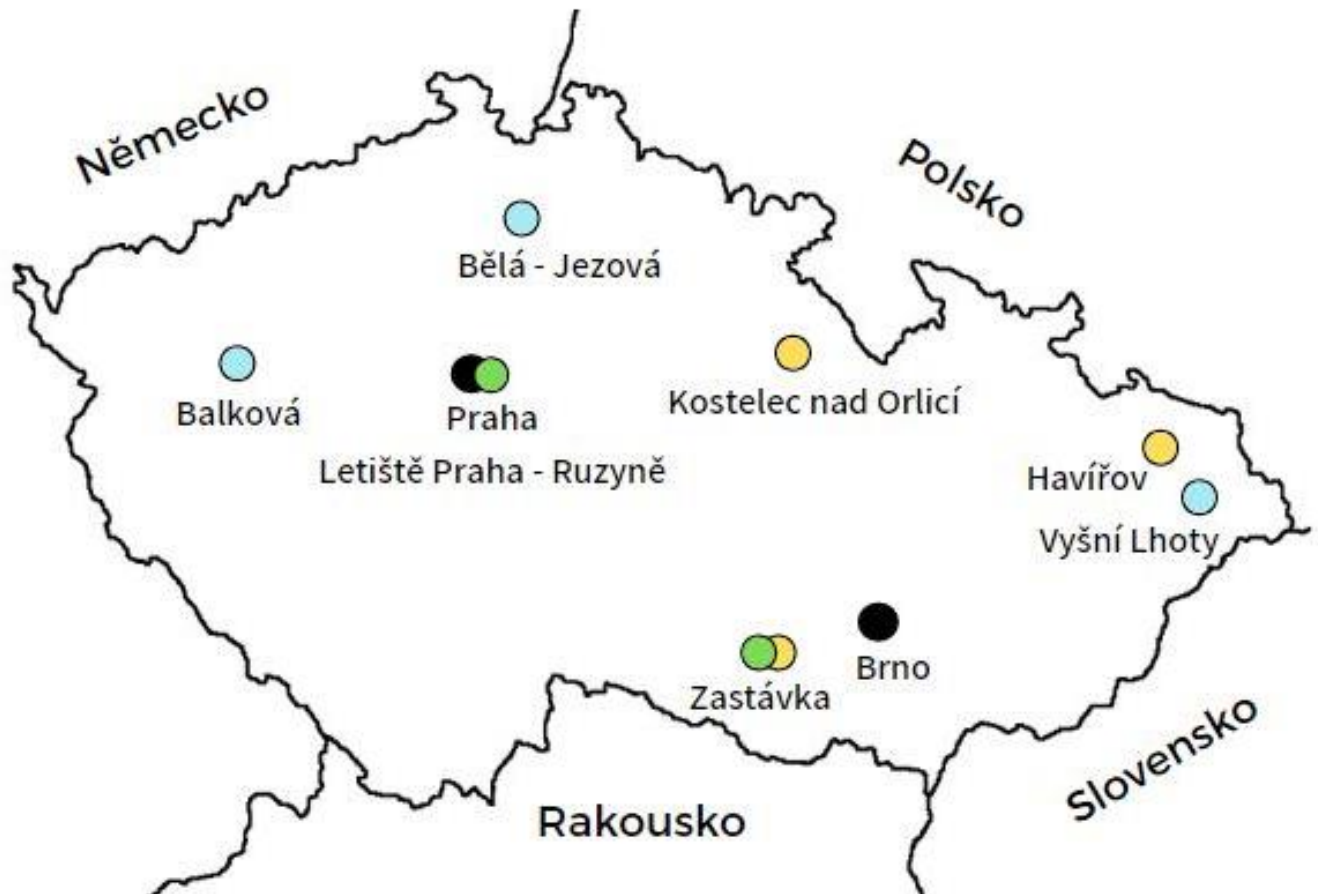 Německo
Polsko
Bělá - Jezová
Balková
Praha
Letiště Praha - Ruzyně
Kostelec nad Orlicí
Havířov
Vyšní Lhoty
Zastávka
Brno
Rakousko
Slovensko